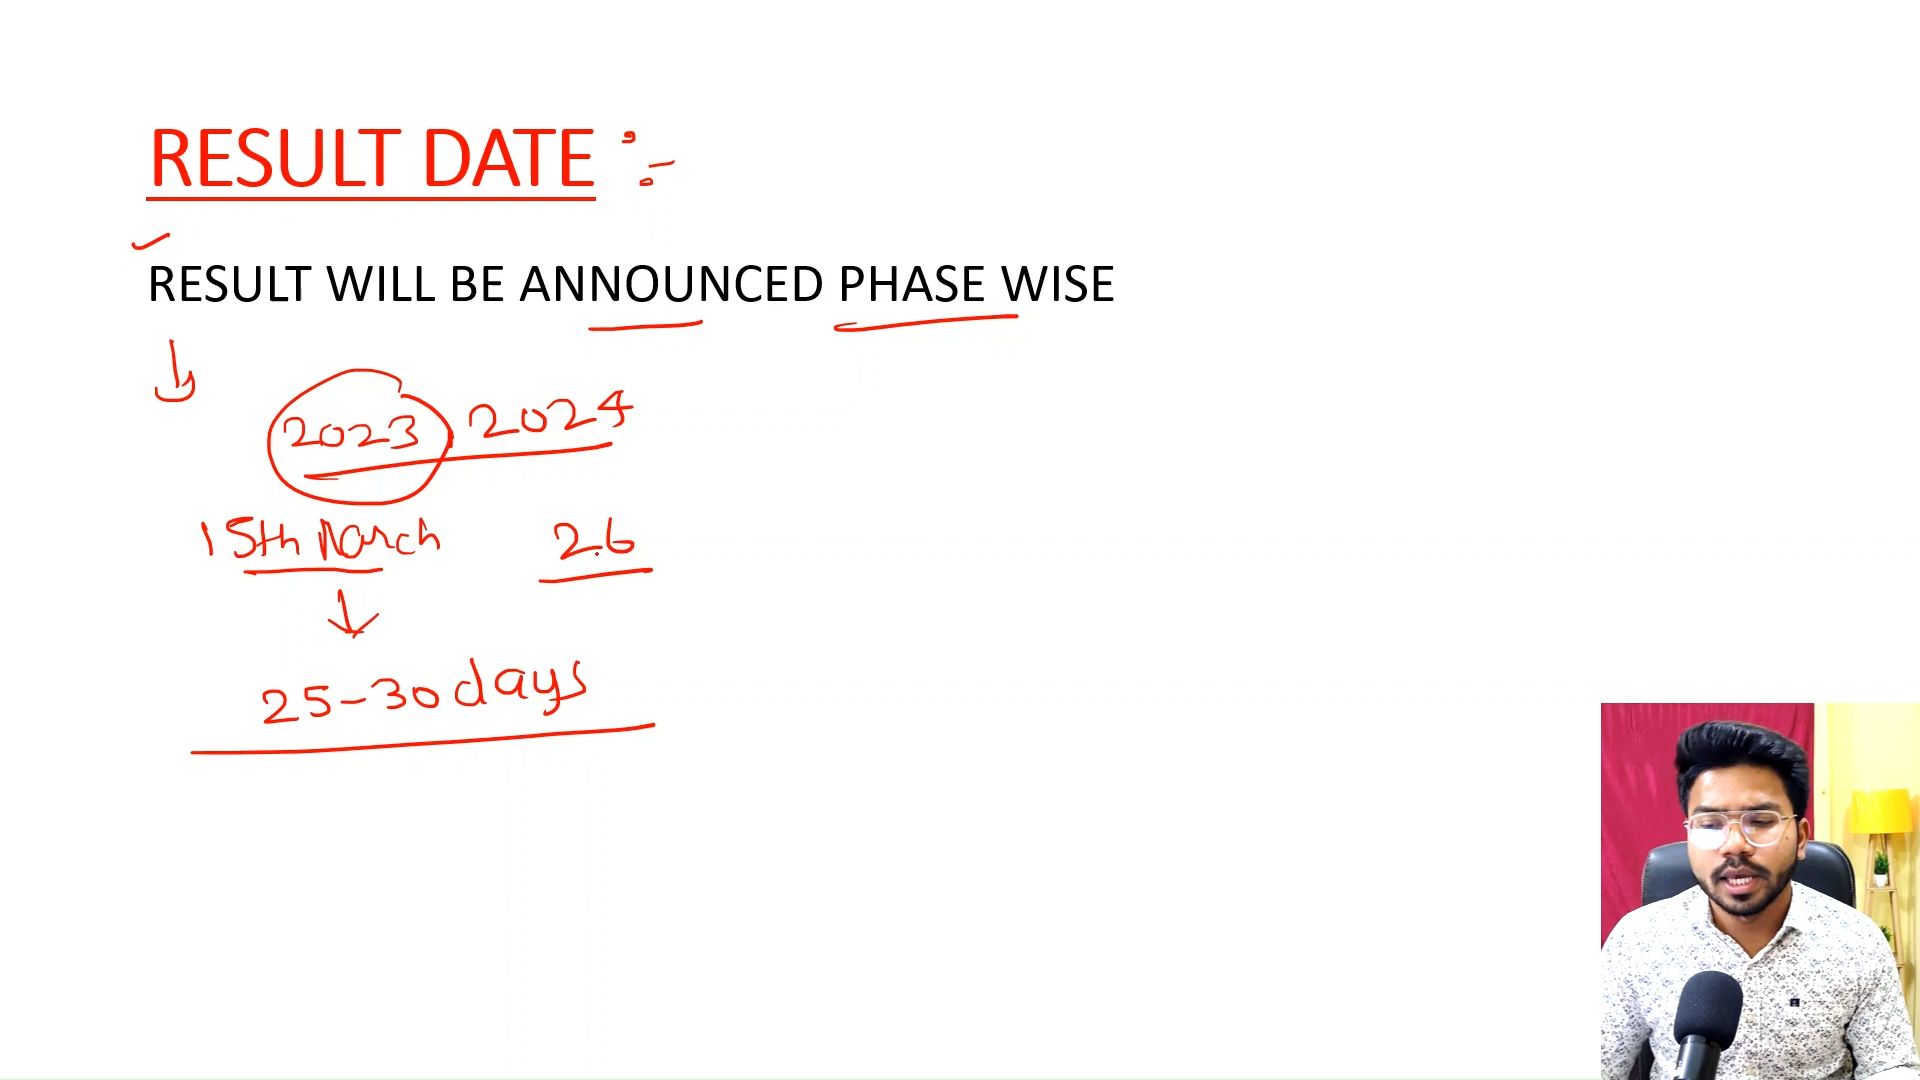 RESULT DATE :-
RESULT WILL BE ANNOUNCED PHASE WISE
2023, 2024
15th March 26
25-30 days